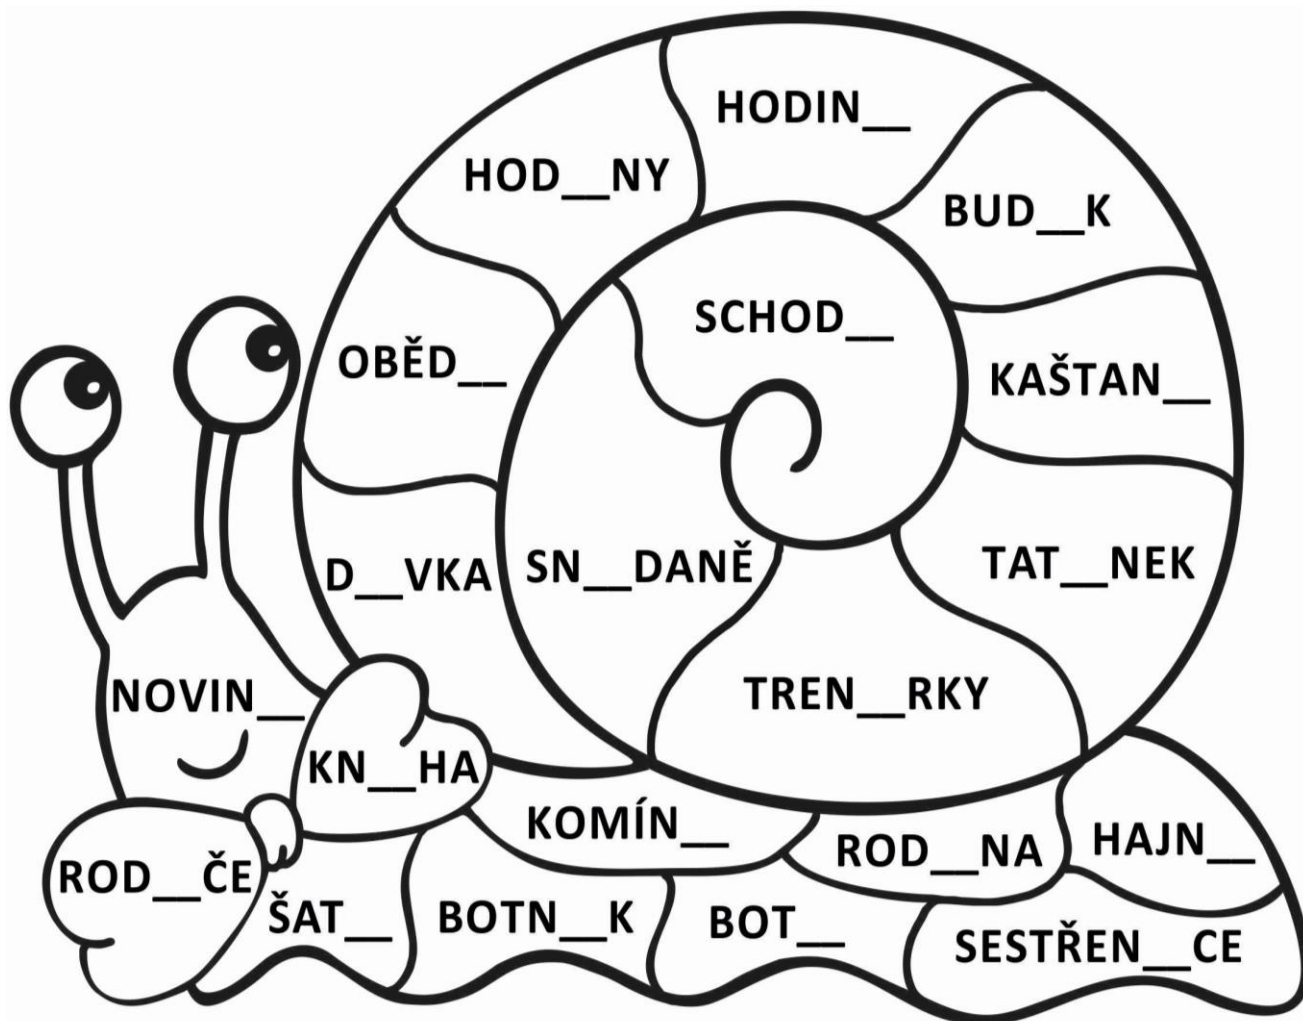 HODIN__
HOD__NY
BUD__K
SCHOD__
OBĚD__
KAŠTAN__
D__VKA
SN__DANĚ
TAT__NEK
NOVIN__
TREN__RKY
KN__HA
KOMÍN__
ROD__NA
HAJN__
ROD__ČE
ŠAT__
BOTN__K
BOT__
SESTŘEN__CE